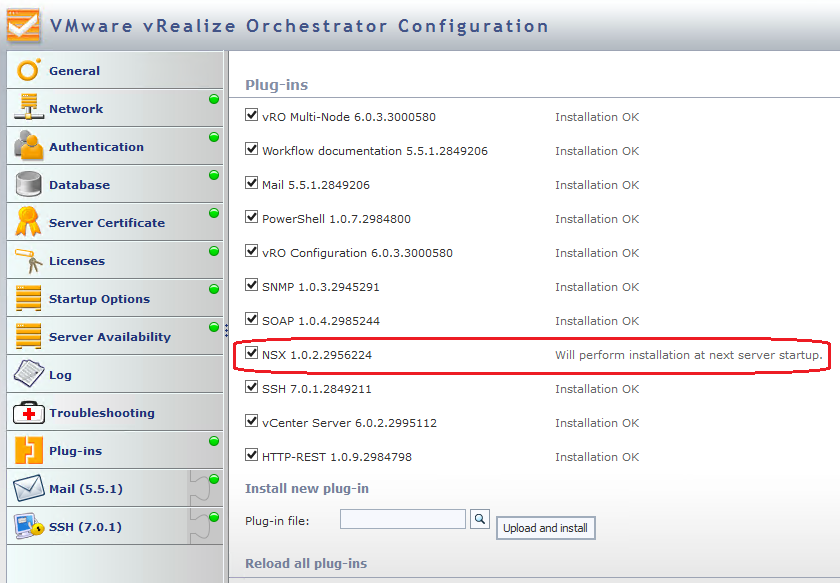 VMware vRealize Orchestrator Configuration
General
Network
Authentication
Database
Server Certificate
Licenses
Startup Options
Server Availability
Log
Troubleshooting
Plug-ins
Mail (5.5.1)
SSH (7.0.1)
Plug-ins
vRO Multi-Node 6.0.3.3000580 Installation OK
Workflow documentation 5.5.1.2849206 Installation OK
Mail 5.5.1.2849206 Installation OK
PowerShell 1.0.7.2984800 Installation OK
vRO Configuration 6.0.3.3000580 Installation OK
SNMP 1.0.3.2945291 Installation OK
SOAP 1.0.4.2985244 Installation OK
NSX 1.0.2.2956224 Will perform installation at next server startup.
SSH 7.0.1.2849211 Installation OK
vCenter Server 6.0.2.2995112 Installation OK
HTTP-REST 1.0.9.2984798 Installation OK
Install new plug-in
Plug-in file: Upload and install
Reload all plug-ins